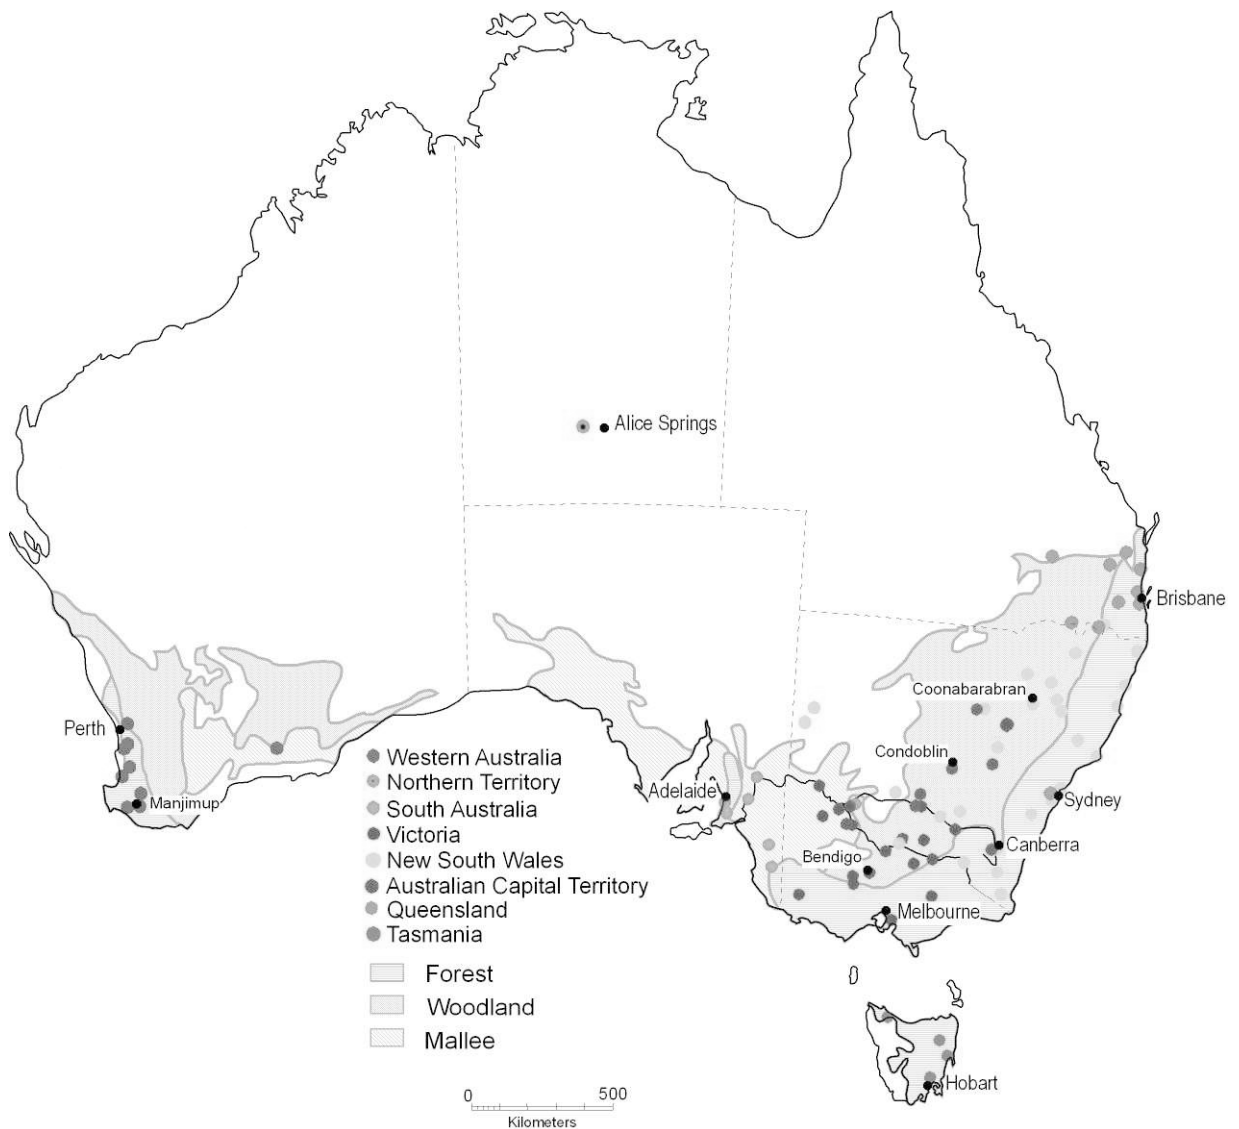 Alice Springs
Brisbane
Coonabarabran
Perth
Condoblin
Western Australia
Northern Territory
Adelaide
Sydney
Manjimup
South Australia
Victoria
Canberra
New South Wales
Bendigo
Australian Capital Territory
Queensland
Melbourne
Tasmania
Forest
Woodland
Mallee
Hobart
0 500
Kilometers